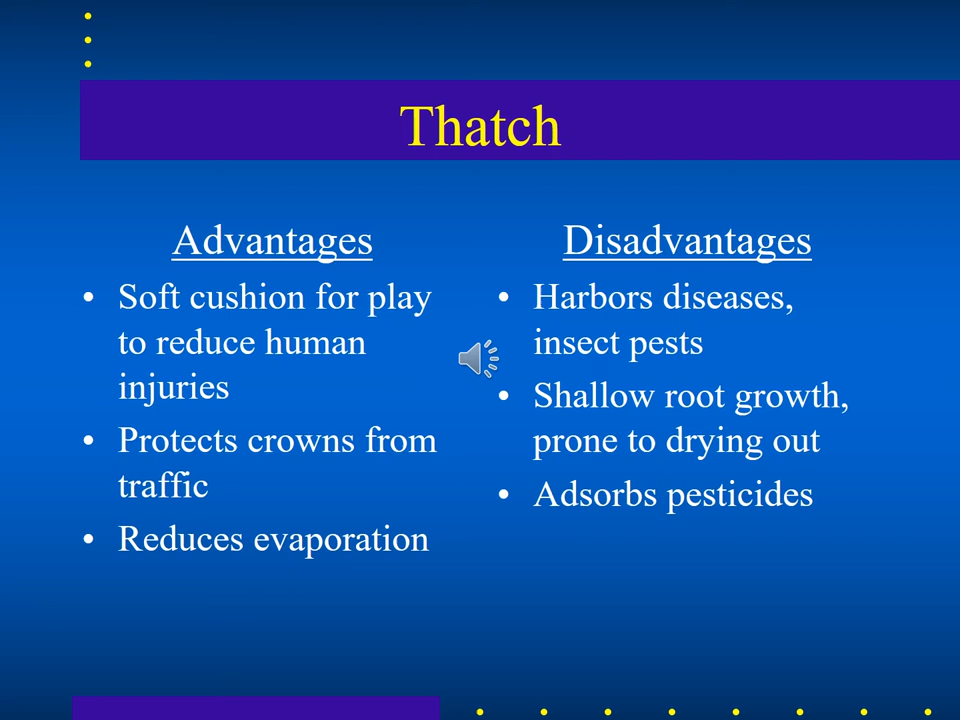 Thatch
Advantages
• Soft cushion for play
to reduce human
injuries
• Protects crowns from
traffic
• Reduces evaporation
Disadvantages
• Harbors diseases,
insect pests
• Shallow root growth,
prone to drying out
• Adsorbs pesticides